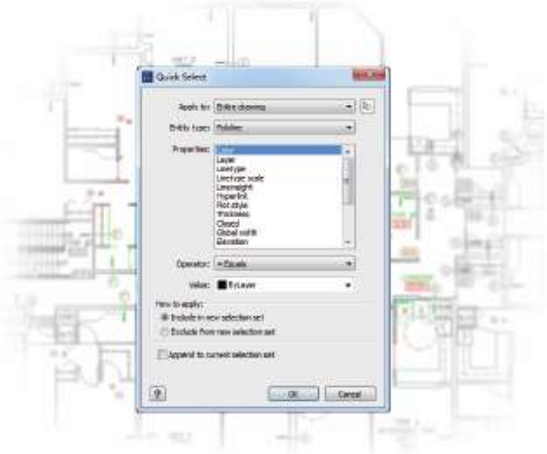 Quick Select
Apply to: Entire drawing
Entity type: Polyline
Properties: Color
Layer
Linetype
Linetype scale
Lineweight
Hyperlink
Plot style
Thickness
Closed
Global width
Elevation
Operator: = Equals
Value: ByLayer
How to apply:
Include in new selection set
Exclude from new selection set
Append to current selection set
?
OK
Cancel